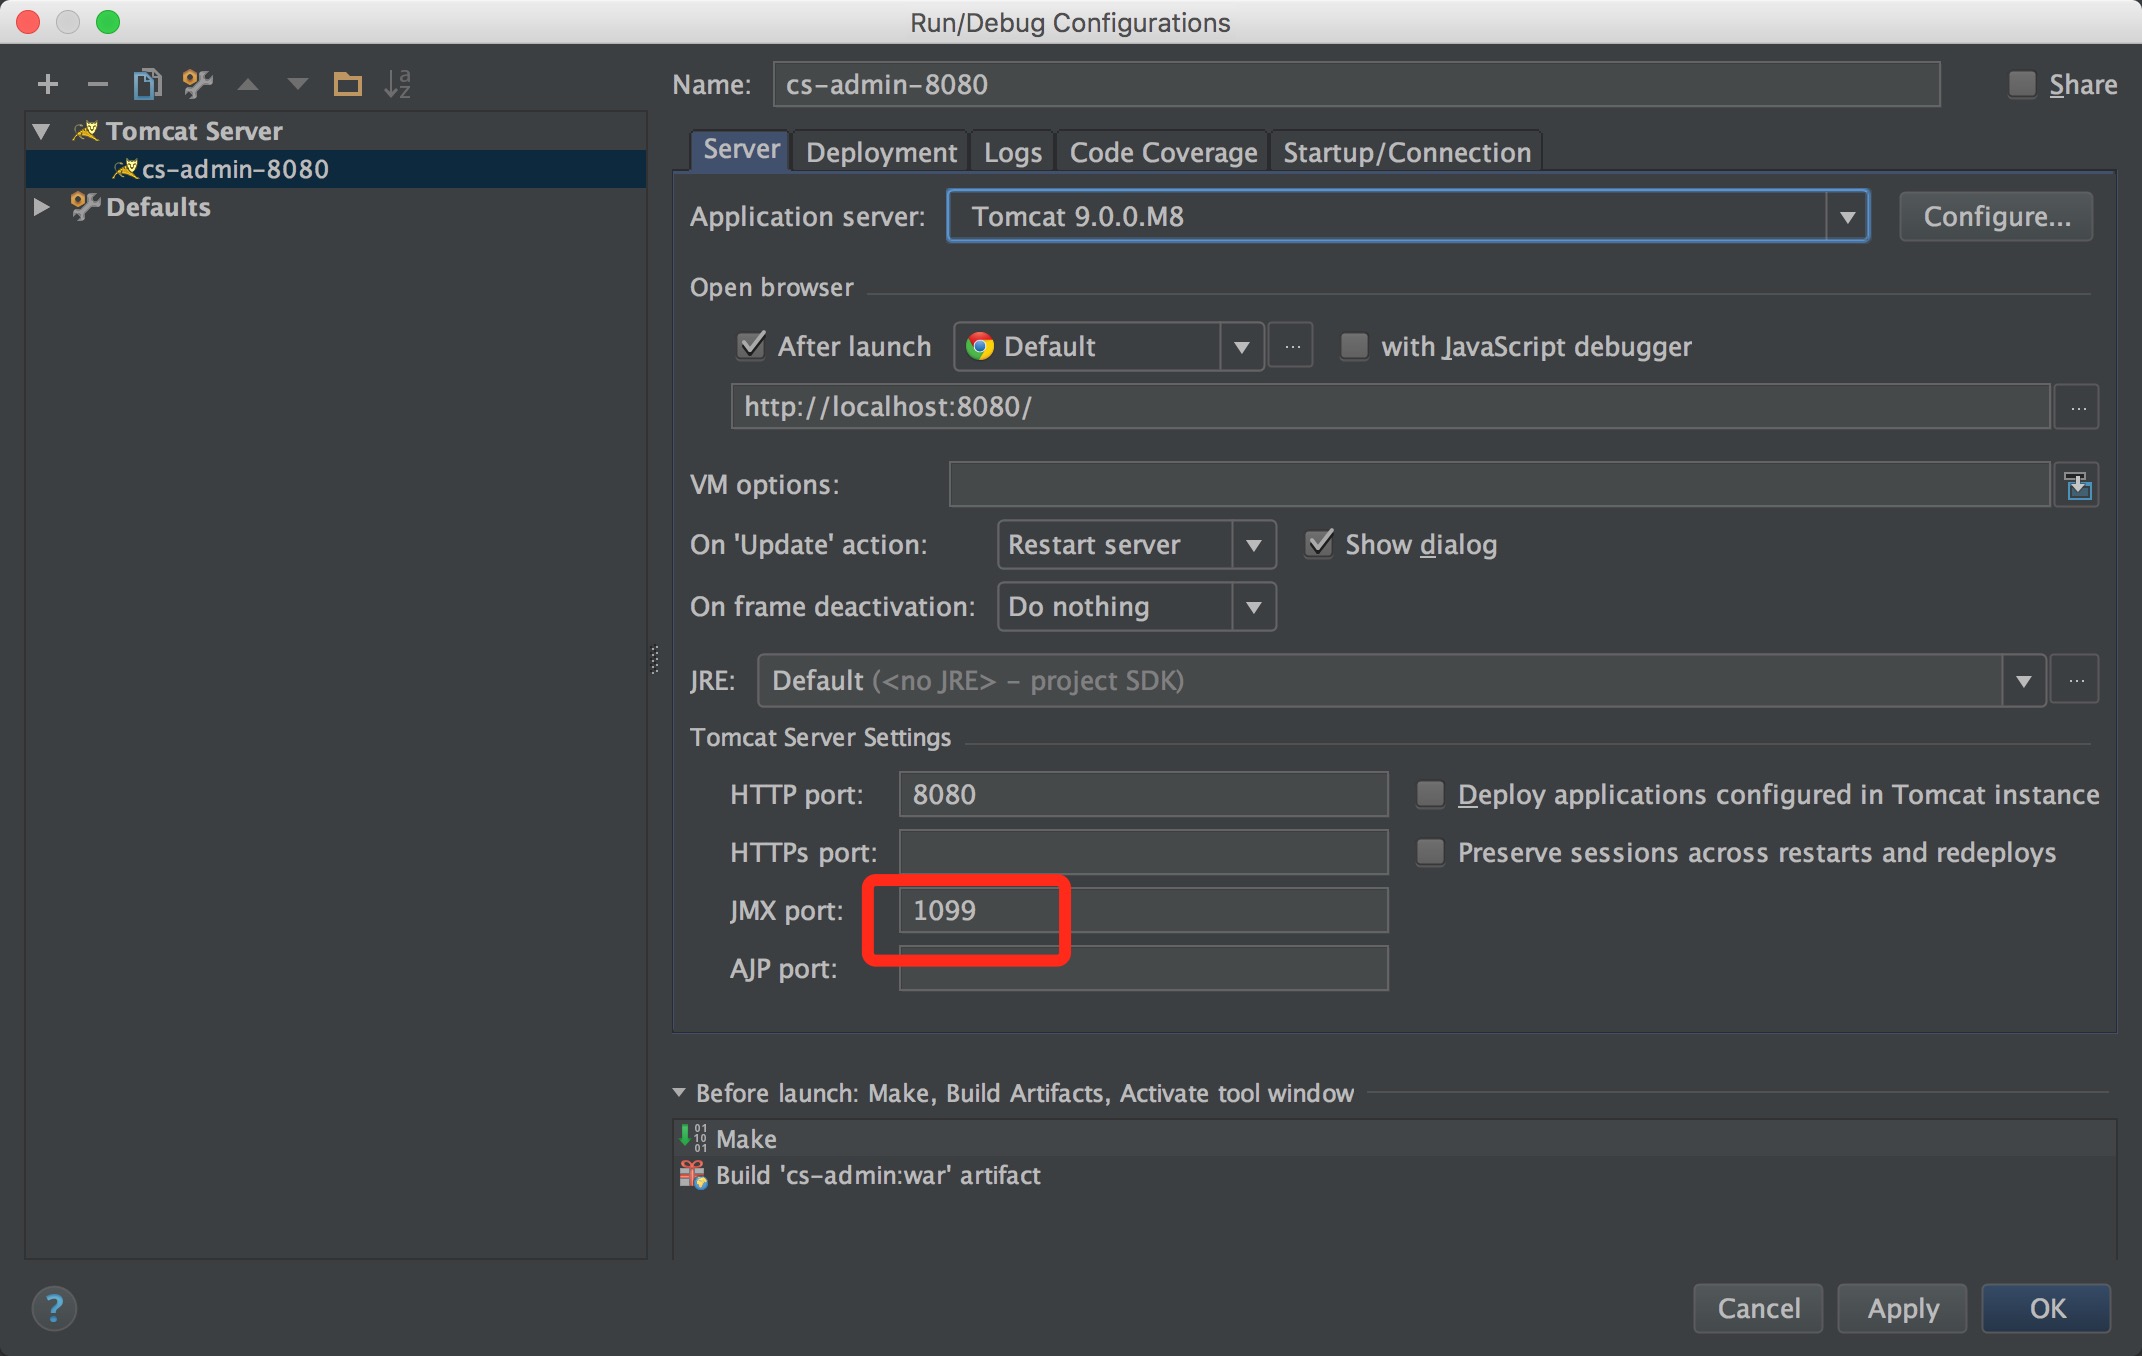 Run/Debug Configurations
Name: cs-admin-8080 Share
Tomcat Server
cs-admin-8080
Defaults
Server Deployment Logs Code Coverage Startup/Connection
Application server: Tomcat 9.0.0.M8 Configure...
Open browser
After launch Default ... with JavaScript debugger
http://localhost:8080/ ...
VM options:
On 'Update' action: Restart server Show dialog
On frame deactivation: Do nothing
JRE: Default (<no JRE> – project SDK) ...
Tomcat Server Settings
HTTP port: 8080 Deploy applications configured in Tomcat instance
HTTPs port: Preserve sessions across restarts and redeploys
JMX port: 1099
AJP port:
Before launch: Make, Build Artifacts, Activate tool window
Make
Build 'cs-admin:war' artifact
? Cancel Apply OK